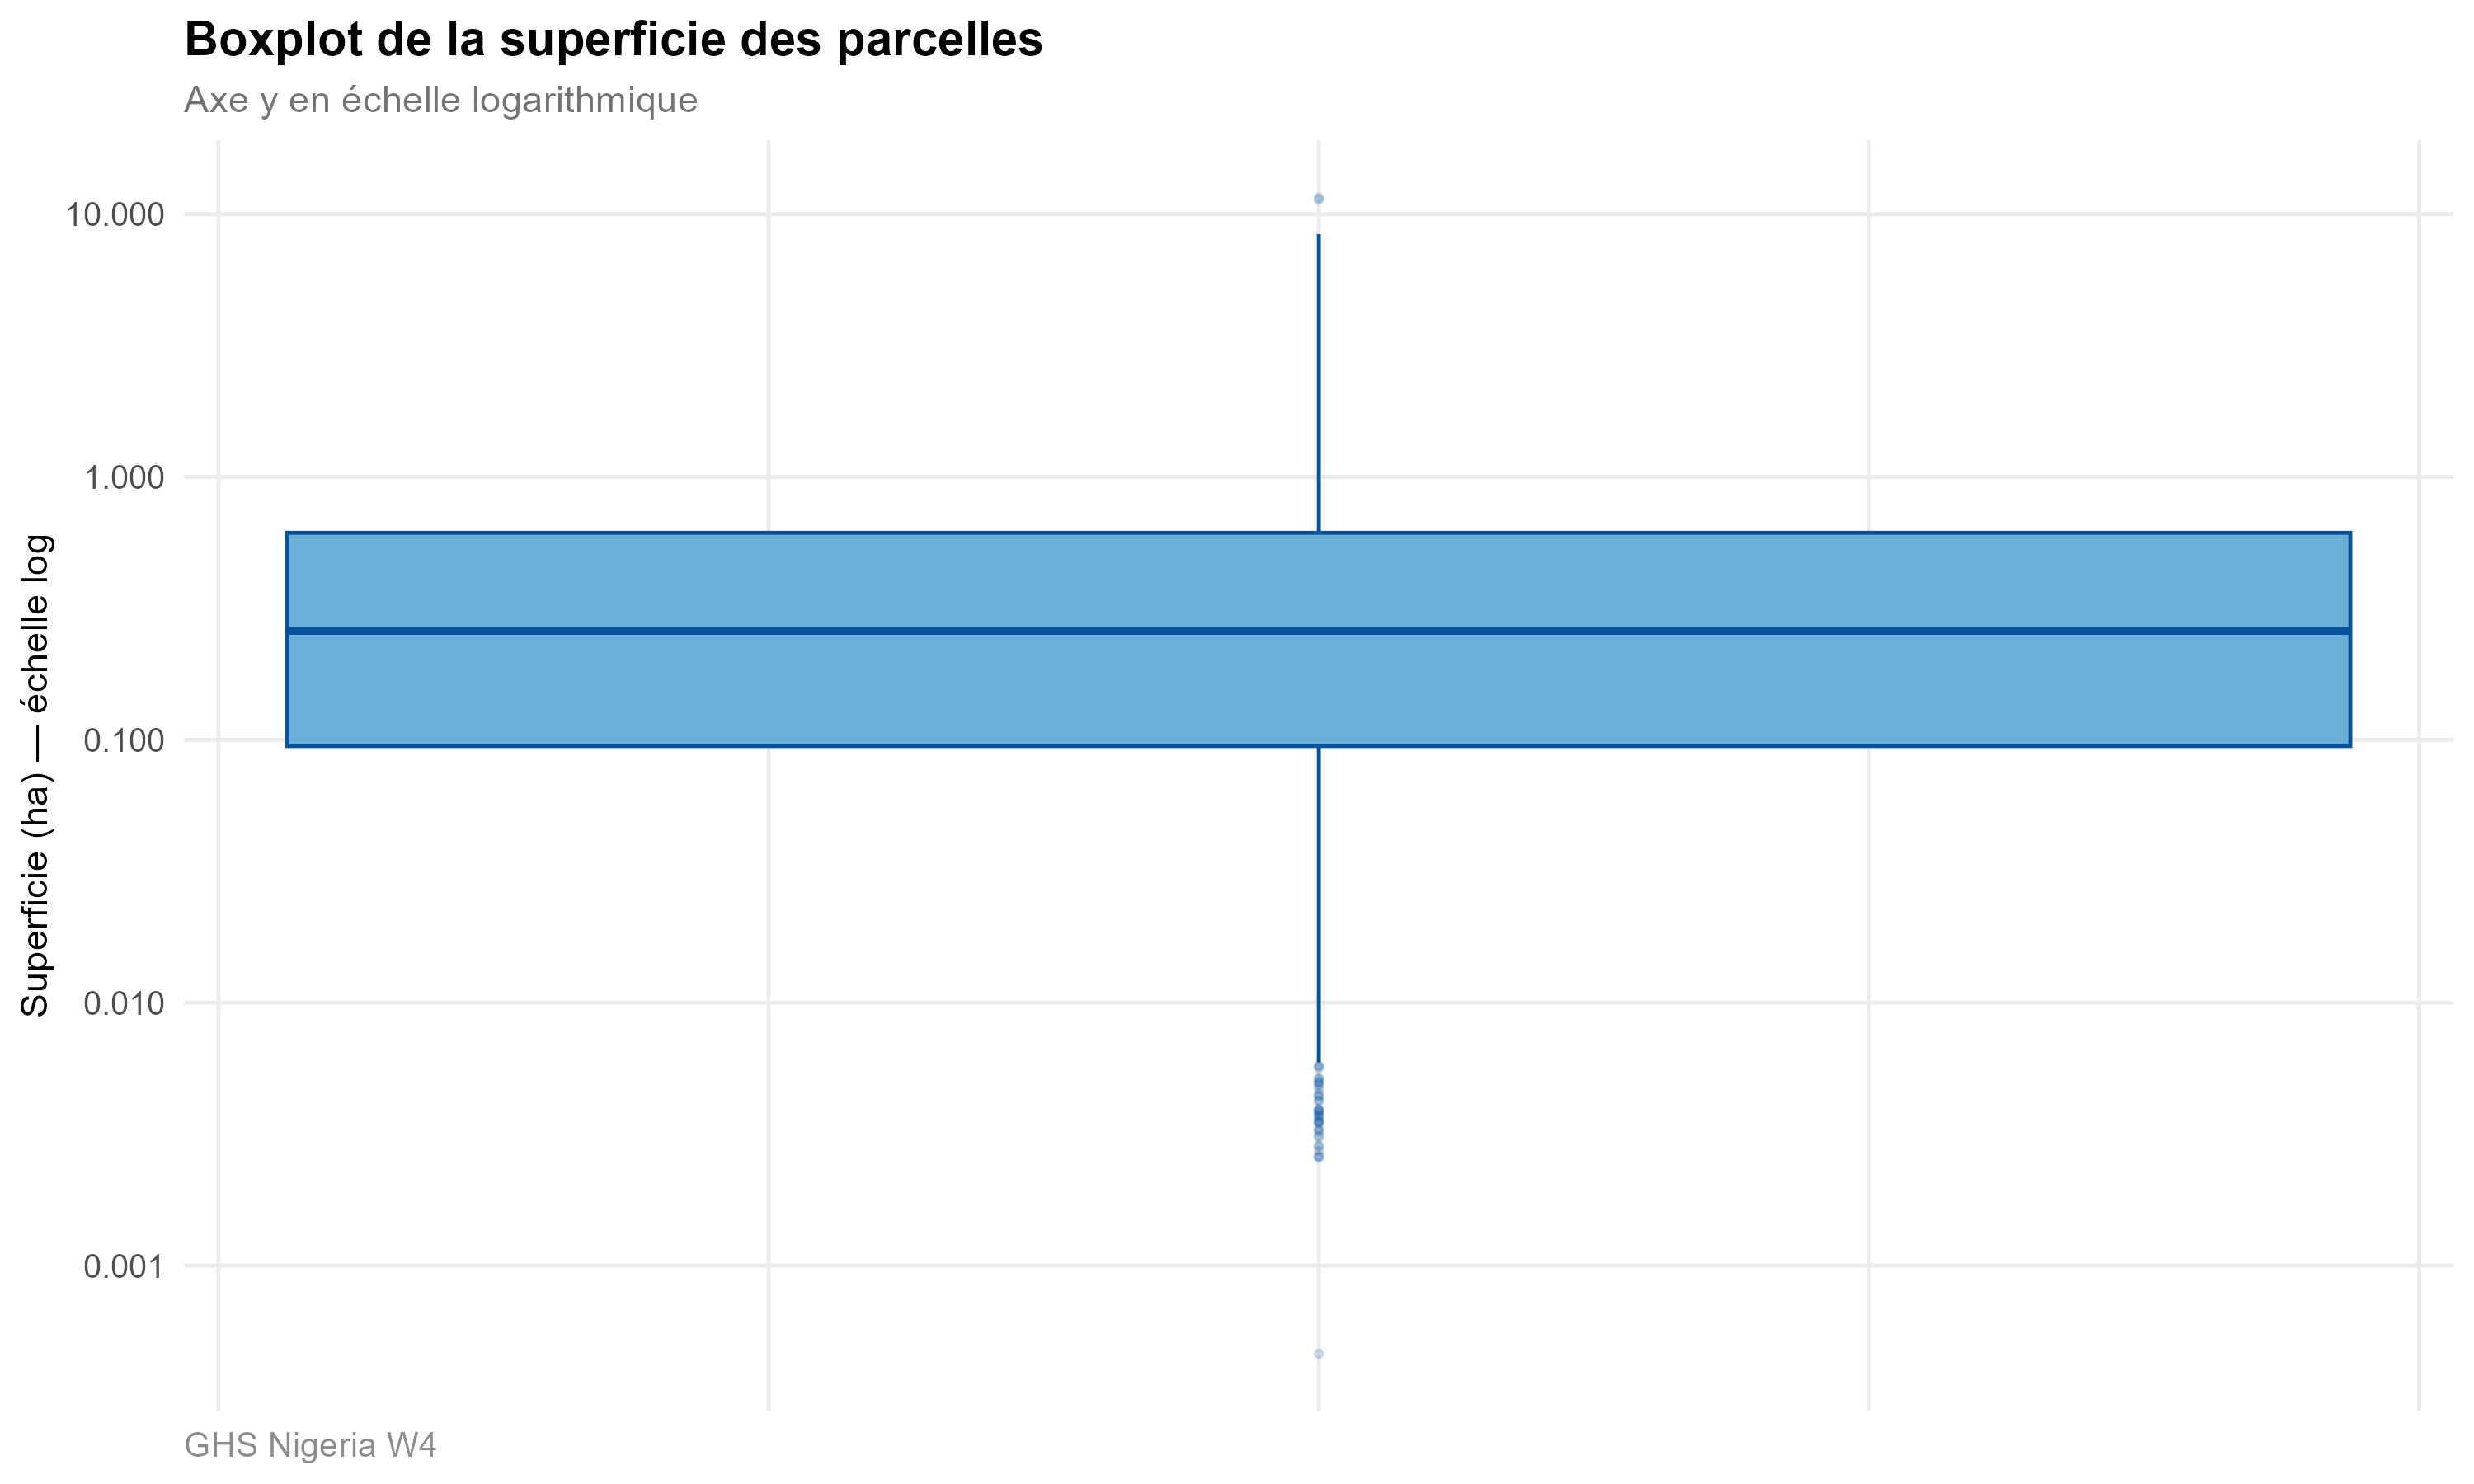 Boxplot de la superficie des parcelles
Axe y en échelle logarithmique
10.000
1.000
0.100
0.010
0.001
Superficie (ha) — échelle log
GHS Nigeria W4